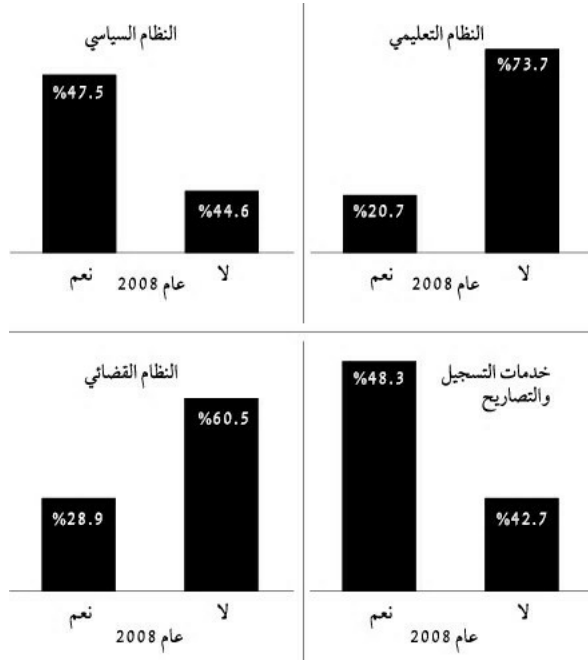 النظام التعليمي
%73.7
%20.7
نعم
لا
عام 2008
النظام السياسي
%47.5
%44.6
نعم
لا
عام 2008
خدمات التسجيل
والتصاريح
%48.3
%42.7
نعم
لا
عام 2008
النظام القضائي
%60.5
%28.9
نعم
لا
عام 2008